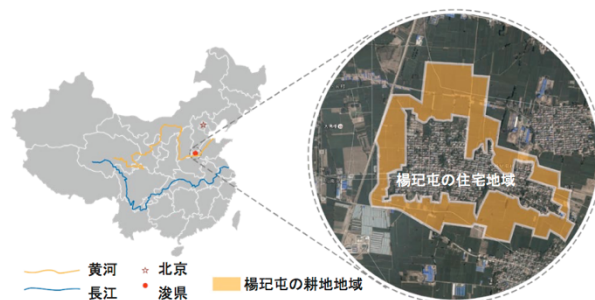 楊玘屯の住宅地域
黄河
☆ 北京
長江
浚県
楊玘屯の耕地地域